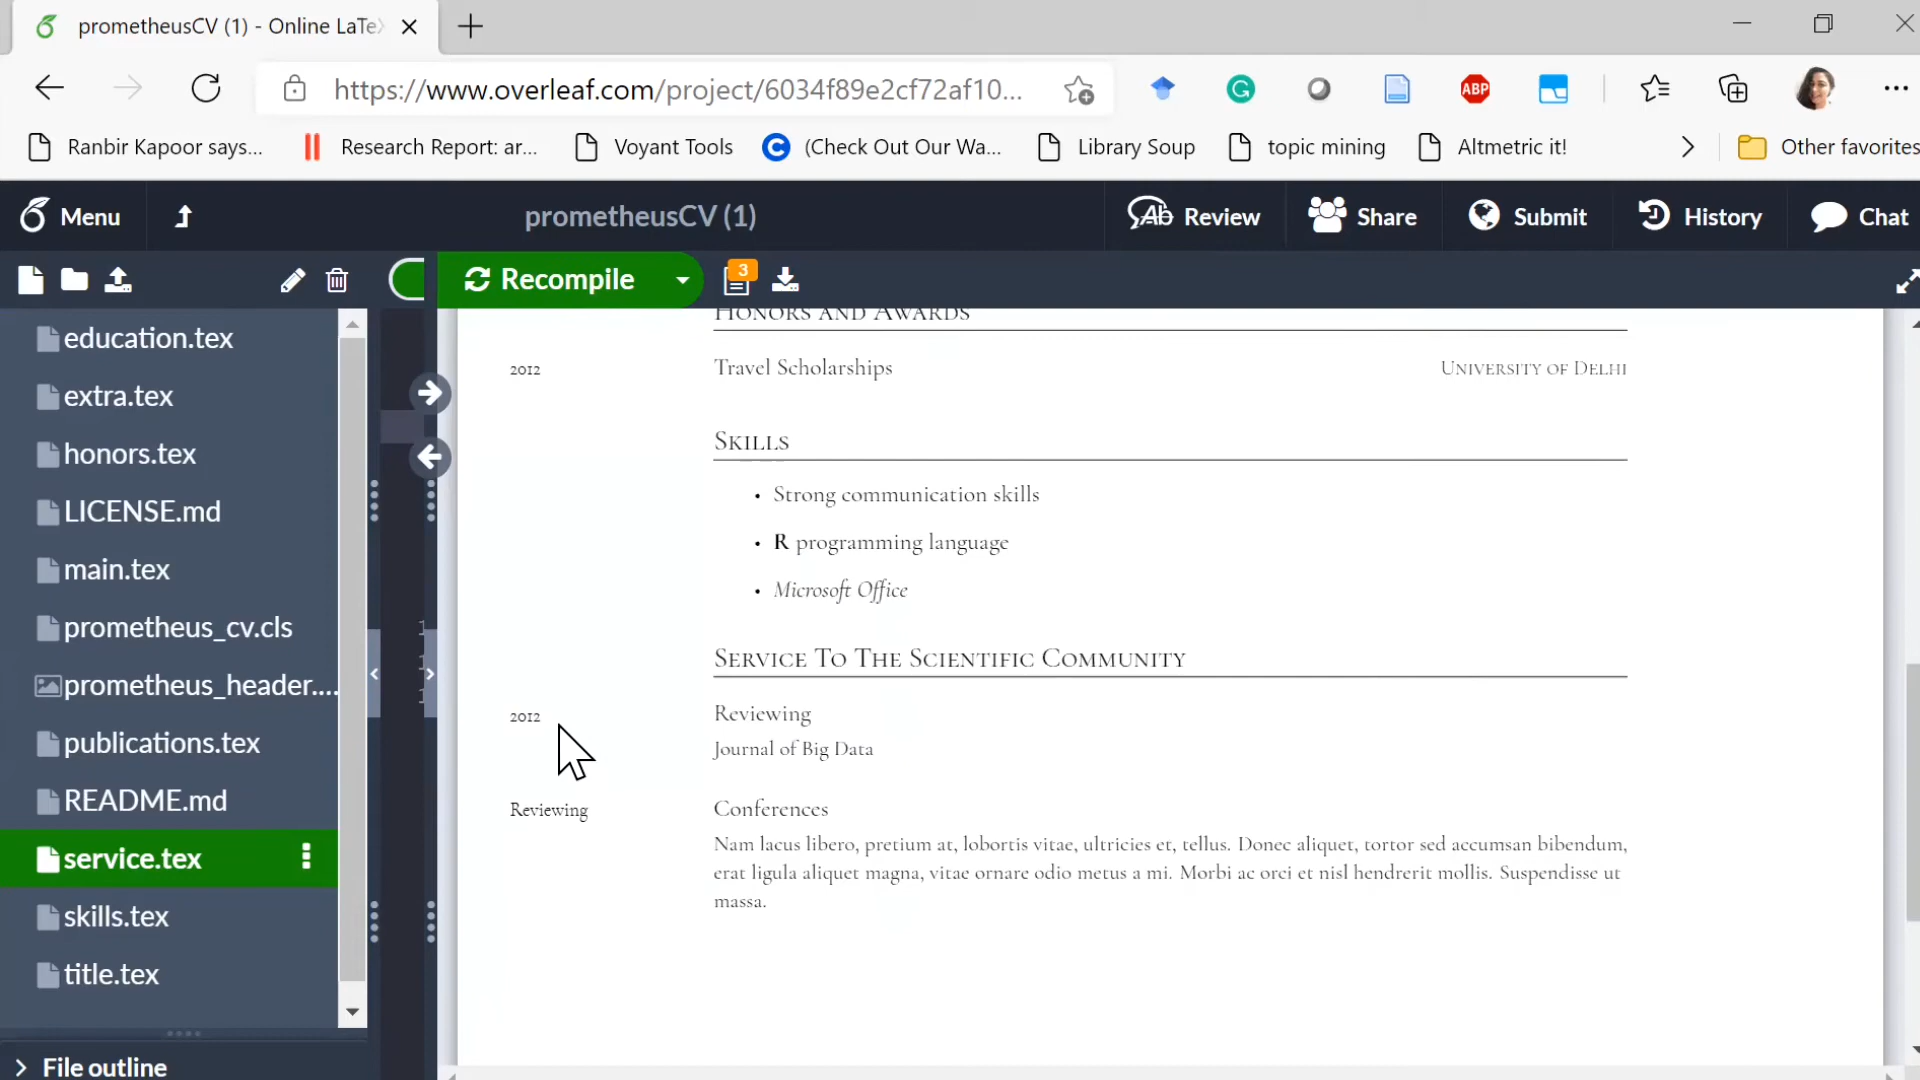 prometheusCV (1) - Online LaTeX
https://www.overleaf.com/project/6034f89e2cf72af10...
ABP
Ranbir Kapoor says...
Research Report: ar...
Voyant Tools
(Check Out Our Wa...
Library Soup
topic mining
Altmetric it!
Other favorites
Menu
prometheusCV (1)
Review
Share
Submit
History
Chat
Recompile
3
education.tex
extra.tex
honors.tex
LICENSE.md
main.tex
prometheus_cv.cls
prometheus_header....
publications.tex
README.md
service.tex
skills.tex
title.tex
File outline
Honors and Awards
2012 Travel Scholarships University of Delhi
Skills
• Strong communication skills
• R programming language
• Microsoft Office
Service To The Scientific Community
2012 Reviewing
Journal of Big Data
Reviewing Conferences
Nam lacus libero, pretium at, lobortis vitae, ultricies et, tellus. Donec aliquet, tortor sed accumsan bibendum,
erat ligula aliquet magna, vitae ornare odio metus a mi. Morbi ac orci et nisl hendrerit mollis. Suspendisse ut
massa.